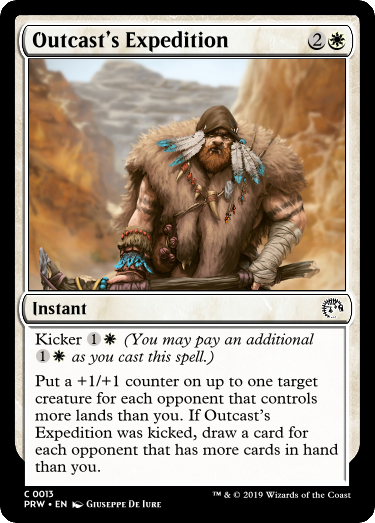 Outcast's Expedition 2
Instant
Kicker 1 (You may pay an additional
1 as you cast this spell.)
Put a +1/+1 counter on up to one target
creature for each opponent that controls
more lands than you. If Outcast's
Expedition was kicked, draw a card for
each opponent that has more cards in hand
than you.
C 0013
PRW • EN Giuseppe De Iure
™ & © 2019 Wizards of the Coast